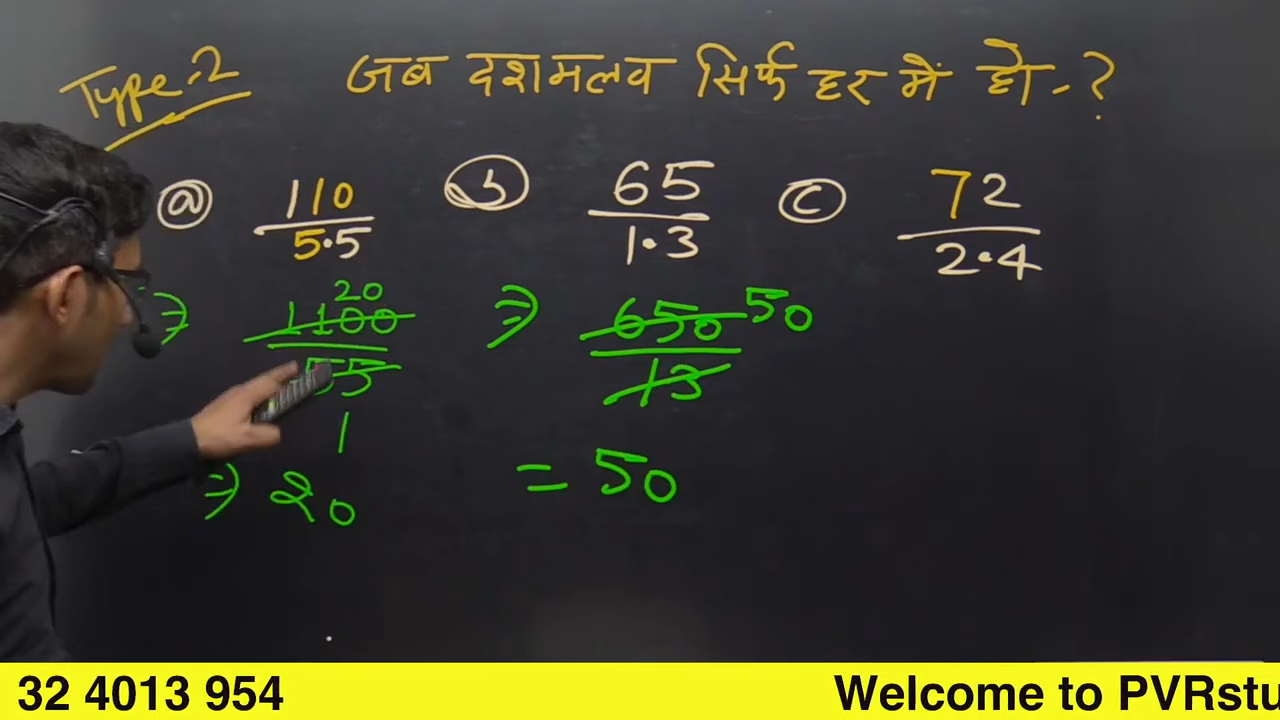 Type-2 जब दशमलव सिर्फ हर में हो - ?
ⓐ 110/5.5 ⓑ 65/1.3 ⓒ 72/2.4
⇒ 1100/55 20 1 ⇒ 650/13 50
⇒ 20 = 50
32 4013 954 Welcome to PVRstu